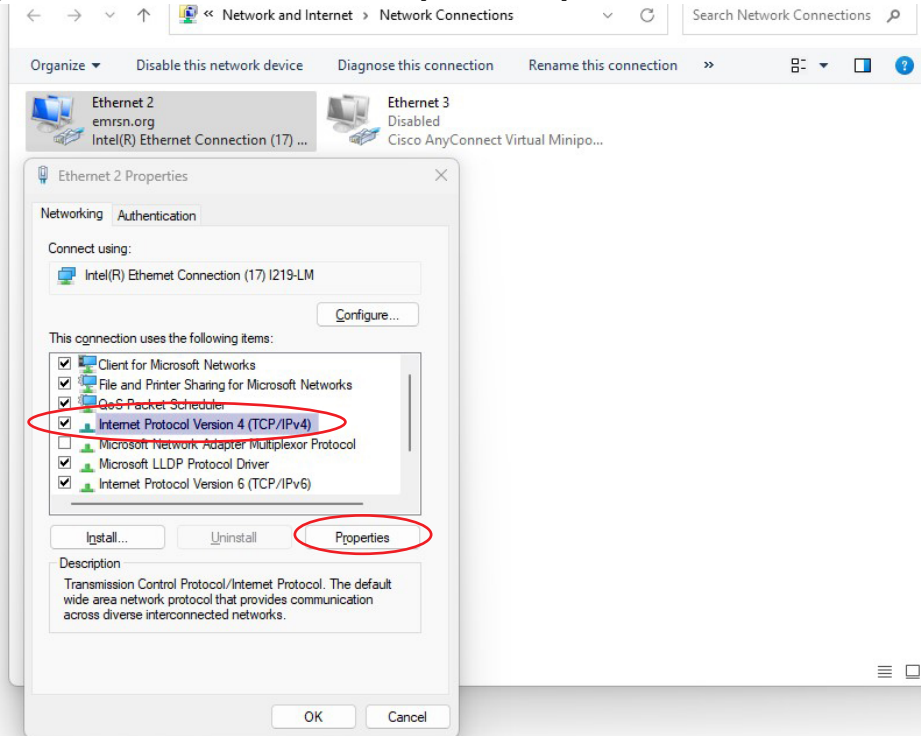 « Network and Internet › Network Connections
Search Network Connections
Organize
Disable this network device
Diagnose this connection
Rename this connection
»
Ethernet 2
emrsn.org
Intel(R) Ethernet Connection (17) ...
Ethernet 3
Disabled
Cisco AnyConnect Virtual Minipo...
Ethernet 2 Properties
Networking
Authentication
Connect using:
Intel(R) Ethernet Connection (17) I219-LM
Configure...
This connection uses the following items:
Client for Microsoft Networks
File and Printer Sharing for Microsoft Networks
QoS Packet Scheduler
Internet Protocol Version 4 (TCP/IPv4)
Microsoft Network Adapter Multiplexor Protocol
Microsoft LLDP Protocol Driver
Internet Protocol Version 6 (TCP/IPv6)
Install...
Uninstall
Properties
Description
Transmission Control Protocol/Internet Protocol. The default
wide area network protocol that provides communication
across diverse interconnected networks.
OK
Cancel